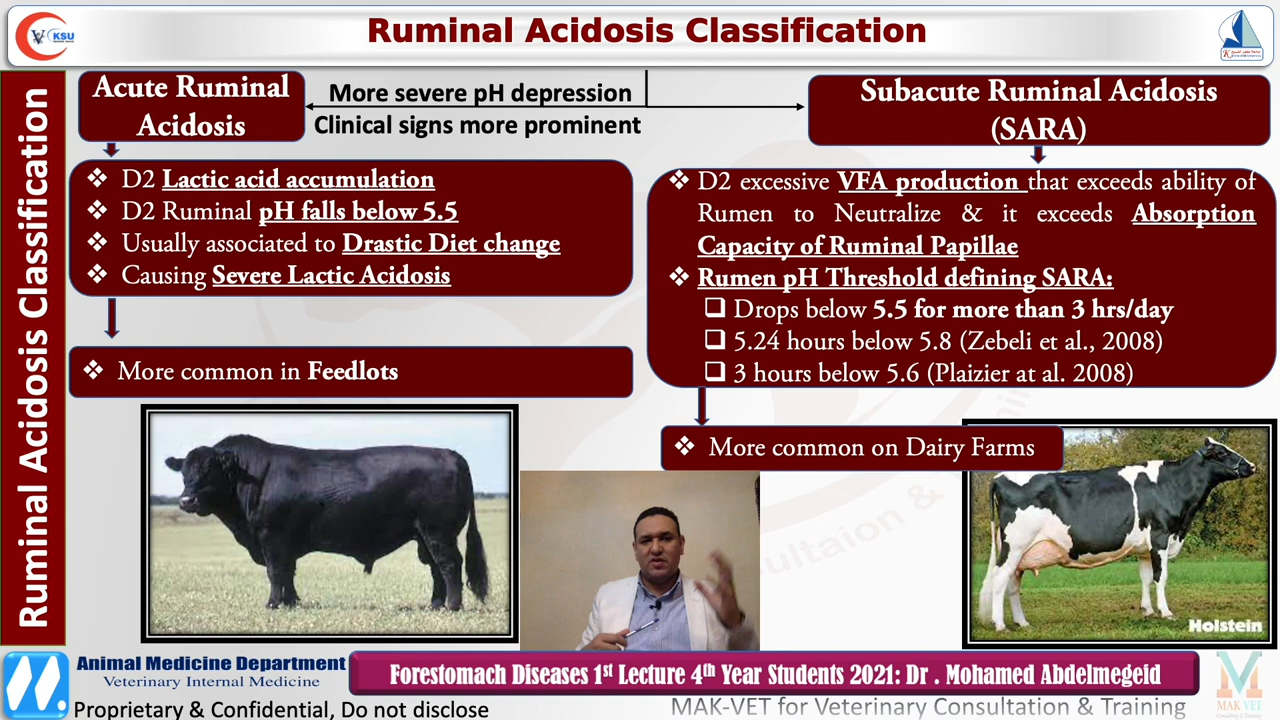 KSU
Ruminal Acidosis Classification
Ruminal Acidosis Classification
Acute Ruminal
Acidosis
More severe pH depression
Clinical signs more prominent
Subacute Ruminal Acidosis
(SARA)
❖ D2 Lactic acid accumulation
❖ D2 Ruminal pH falls below 5.5
❖ Usually associated to Drastic Diet change
❖ Causing Severe Lactic Acidosis
❖ More common in Feedlots
❖ D2 excessive VFA production that exceeds ability of
Rumen to Neutralize & it exceeds Absorption
Capacity of Ruminal Papillae
❖ Rumen pH Threshold defining SARA:
❑ Drops below 5.5 for more than 3 hrs/day
❑ 5.24 hours below 5.8 (Zebeli et al., 2008)
❑ 3 hours below 5.6 (Plaizier at al. 2008)
❖ More common on Dairy Farms
Holstein
Animal Medicine Department
Veterinary Internal Medicine
Forestomach Diseases 1st Lecture 4th Year Students 2021: Dr . Mohamed Abdelmegeid
Proprietary & Confidential, Do not disclose
MAK-VET for Veterinary Consultation & Training
MAK VET